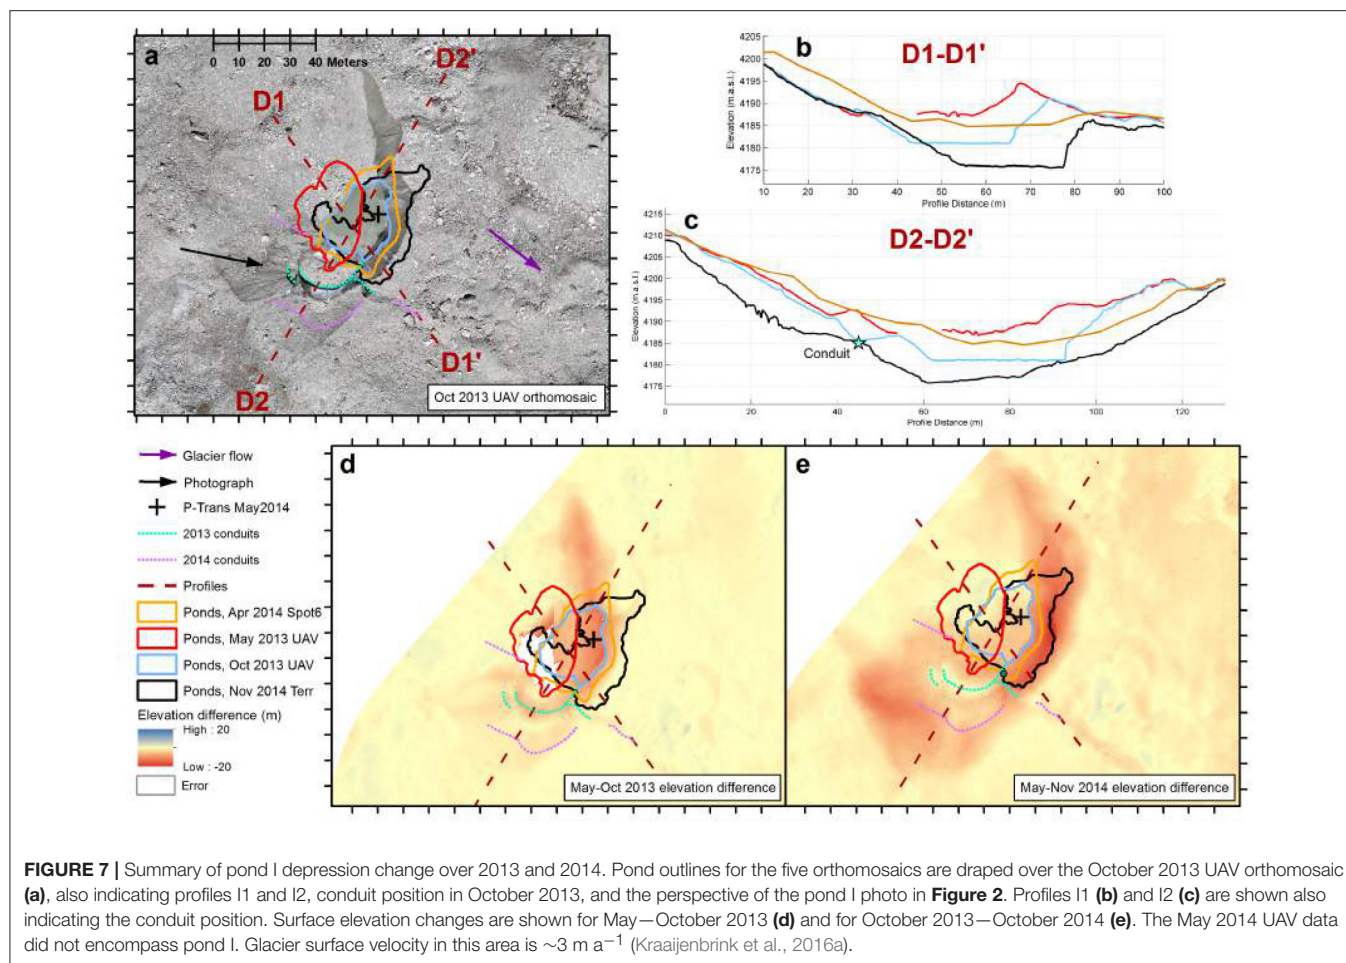 a
0 10 20 40 Meters
D2'
D1
D1'
D2
Oct 2013 UAV orthomosaic
b
D1-D1'
Elevation (m.a.s.l.)
4205
4200
4195
4190
4185
4180
4175
10 20 30 40 50 60 70 80 90 100
Profile Distance (m)
c
D2-D2'
Elevation (m.a.s.l.)
4215
4210
4205
4200
4195
4190
4185
4180
4175
Conduit
0 20 40 60 80 100 120
Profile Distance (m)
Glacier flow
Photograph
P-Trans May2014
2013 conduits
2014 conduits
Profiles
Ponds, Apr 2014 Spot6
Ponds, May 2013 UAV
Ponds, Oct 2013 UAV
Ponds, Nov 2014 Terr
Elevation difference (m)
High : 20
Low : -20
Error
d
May-Oct 2013 elevation difference
e
May-Nov 2014 elevation difference
FIGURE 7 | Summary of pond I depression change over 2013 and 2014. Pond outlines for the five orthomosaics are draped over the October 2013 UAV orthomosaic
(a), also indicating profiles I1 and I2, conduit position in October 2013, and the perspective of the pond I photo in Figure 2. Profiles I1 (b) and I2 (c) are shown also
indicating the conduit position. Surface elevation changes are shown for May—October 2013 (d) and for October 2013—October 2014 (e). The May 2014 UAV data
did not encompass pond I. Glacier surface velocity in this area is ∼3 m a−1 (Kraaijenbrink et al., 2016a).